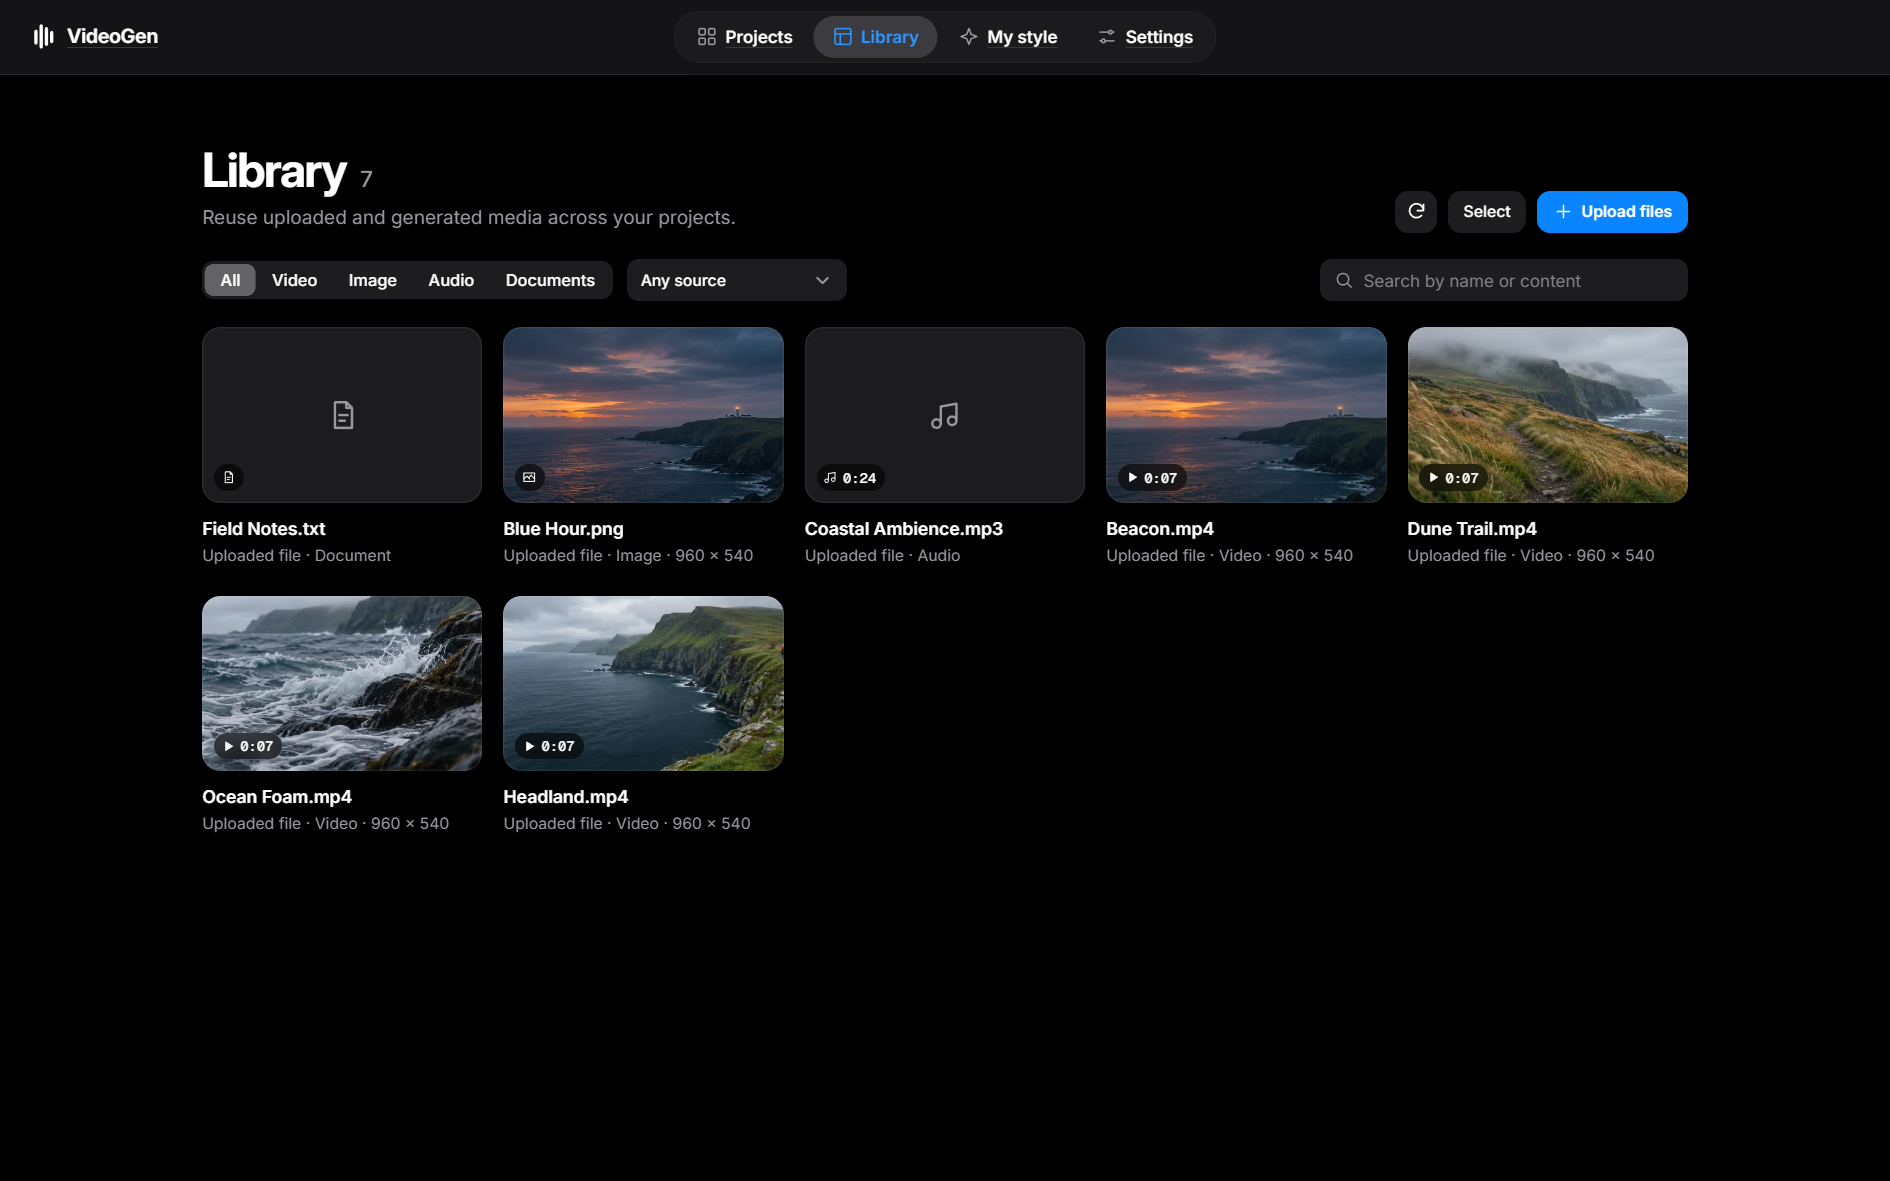 VideoGen
Projects
Library
My style
Settings
Library 7
Reuse uploaded and generated media across your projects.
Select
Upload files
All
Video
Image
Audio
Documents
Any source
Search by name or content
Field Notes.txt
Uploaded file · Document
Blue Hour.png
Uploaded file · Image · 960 × 540
0:24
Coastal Ambience.mp3
Uploaded file · Audio
0:07
Beacon.mp4
Uploaded file · Video · 960 × 540
0:07
Dune Trail.mp4
Uploaded file · Video · 960 × 540
0:07
Ocean Foam.mp4
Uploaded file · Video · 960 × 540
0:07
Headland.mp4
Uploaded file · Video · 960 × 540